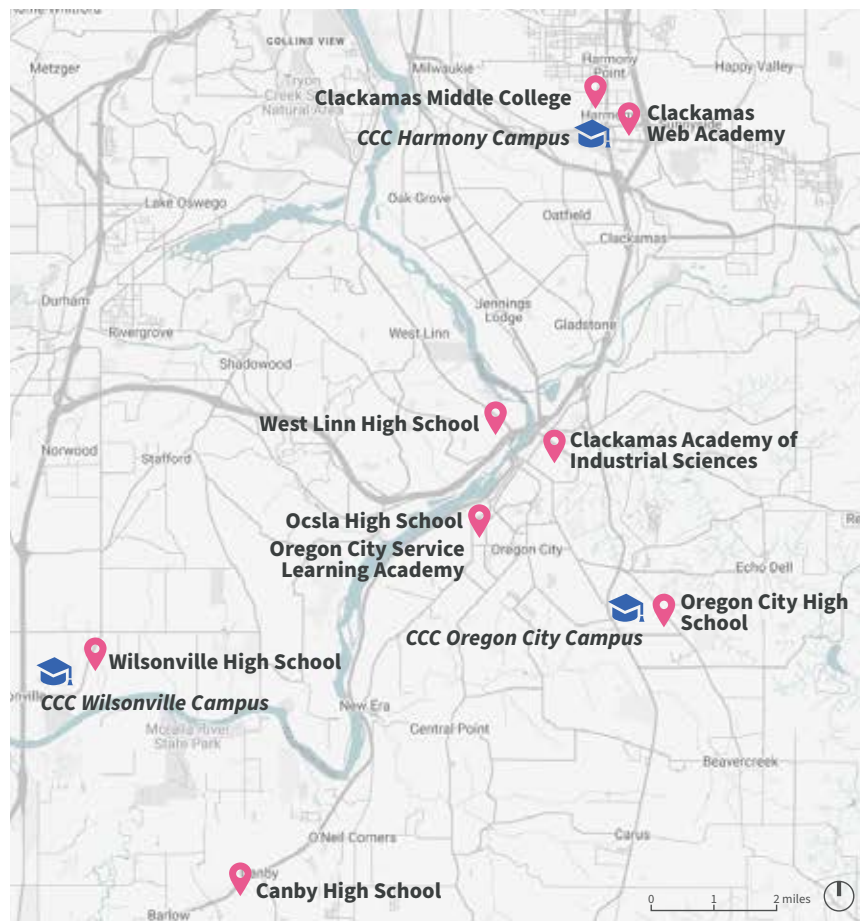 COLLINS VIEW
Metzger
Milwaukie
Harmony
Point
Happy Valley
Tryon
Creek
Natural Area
Clackamas Middle College
Clackamas
Web Academy
CCC Harmony Campus
Lake Oswego
Oak Grove
Oatfield
Clackamas
Durham
Jennings
Lodge
Gladstone
Rivergrove
West Linn
Shadowood
West Linn High School
Clackamas Academy of
Industrial Sciences
Norwood
Stafford
Ocsla High School
Oregon City Service
Learning Academy
Oregon City
Echo Dell
Oregon City High
School
CCC Oregon City Campus
Wilsonville High School
CCC Wilsonville Campus
New Era
Molalla River
State Park
Central Point
Beavercreek
O'Neil Corners
Carus
Canby High School
Barlow
0 1 2 miles